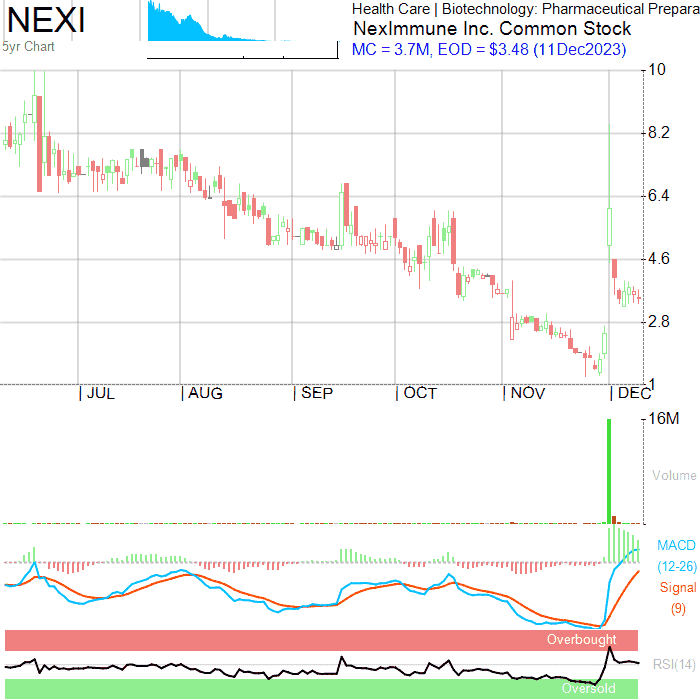 NEXI
5yr Chart
Health Care | Biotechnology: Pharmaceutical Prepara
NexImmune Inc. Common Stock
MC = 3.7M, EOD = $3.48 (11Dec2023)
10
8.2
6.4
4.6
2.8
1
| JUL | AUG | SEP | OCT | NOV | DEC
16M
Volume
MACD
(12-26)
Signal
(9)
Overbought
RSI(14)
Oversold